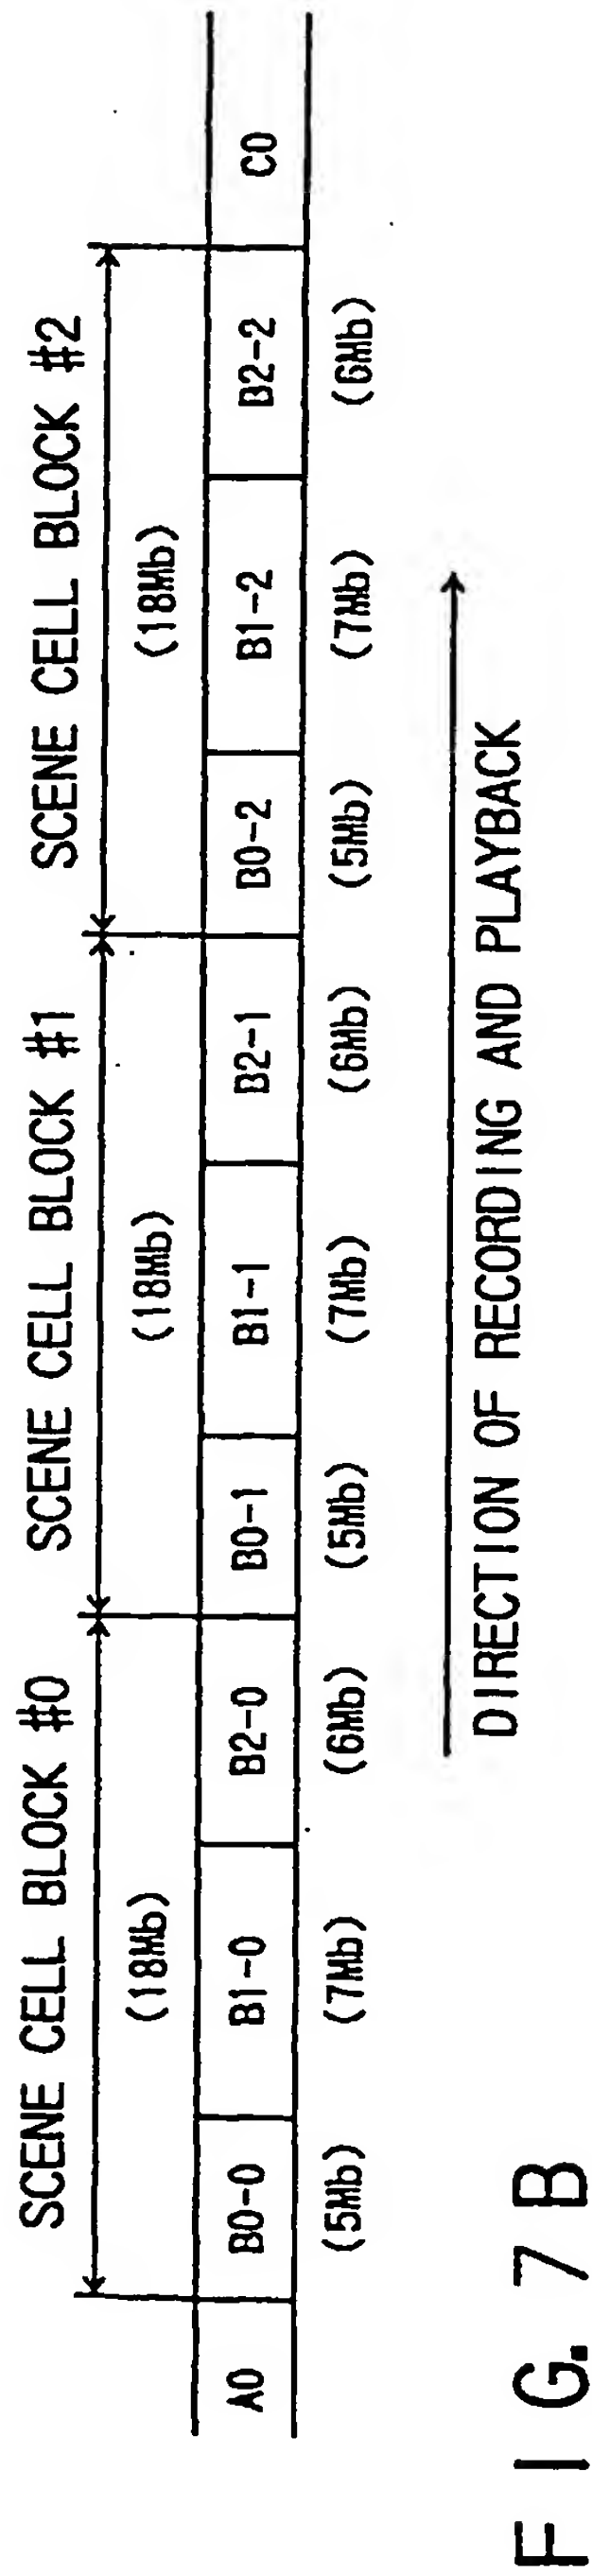 SCENE CELL BLOCK #0 SCENE CELL BLOCK #1 SCENE CELL BLOCK #2
(18Mb) (18Mb) (18Mb)
A0 B0-0 B1-0 B2-0 B0-1 B1-1 B2-1 B0-2 B1-2 B2-2 C0
(5Mb) (7Mb) (6Mb) (5Mb) (7Mb) (6Mb) (5Mb) (7Mb) (6Mb)
DIRECTION OF RECORDING AND PLAYBACK
FIG. 7B